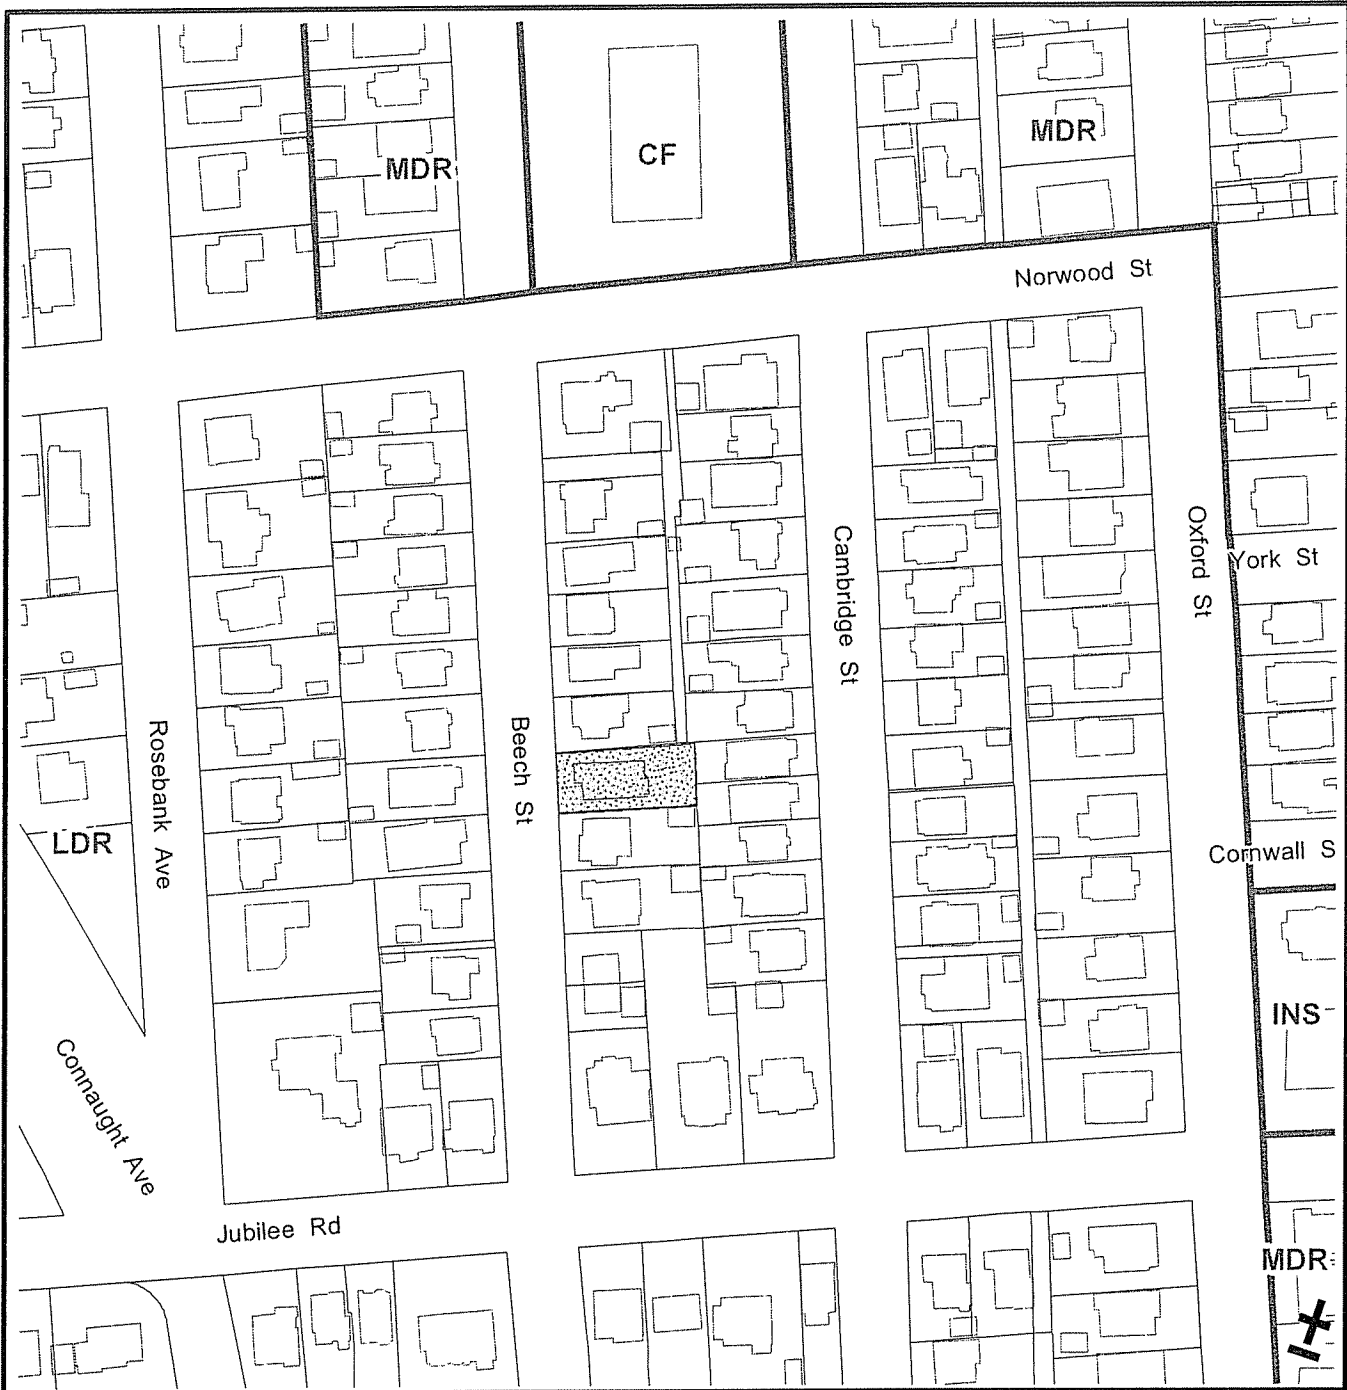 MDR
CF
MDR
Norwood St
Cambridge St
Oxford St
York St
Rosebank Ave
Beech St
LDR
Cornwall S
INS
Connaught Ave
Jubilee Rd
MDR